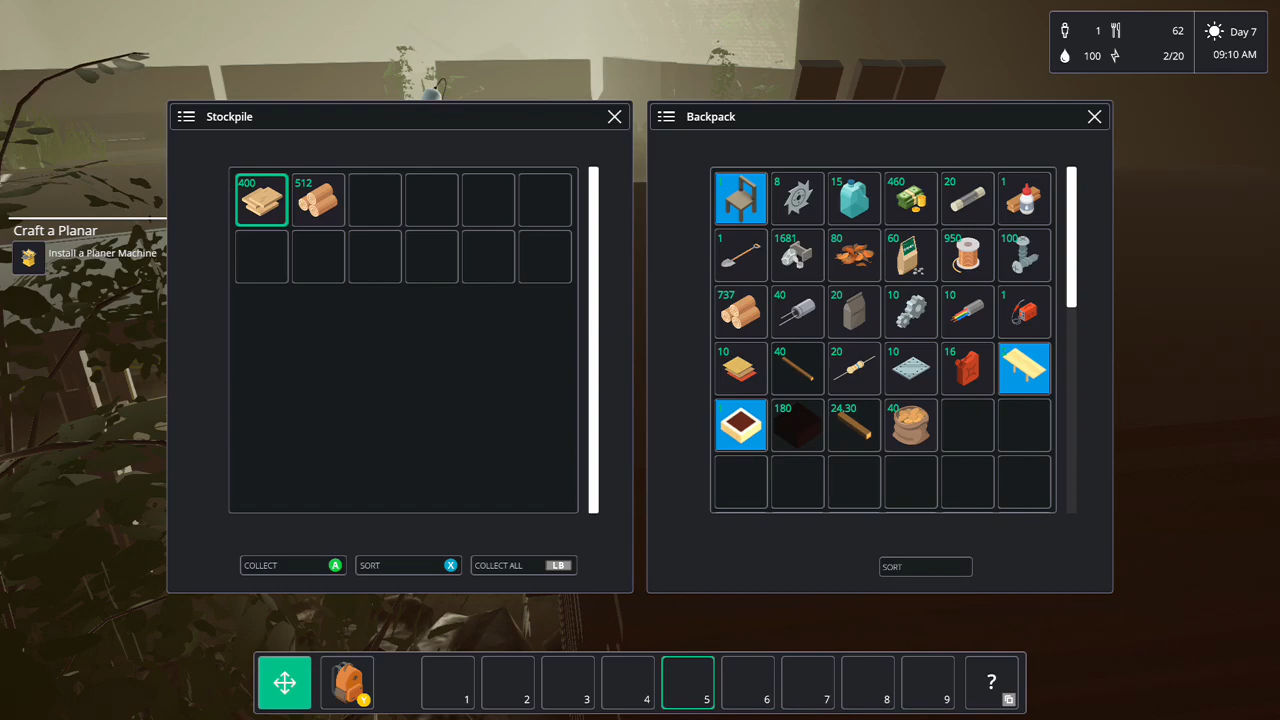 1
62
Day 7
100
2/20
09:10 AM
Stockpile
Backpack
400
512
8
15
460
20
1
1
1681
80
60
950
100
737
40
20
10
10
1
10
40
20
10
16
180
24,30
40
Craft a Planar
Install a Planer Machine
COLLECT
A
SORT
X
COLLECT ALL
LB
SORT
Y
1
2
3
4
5
6
7
8
9
?